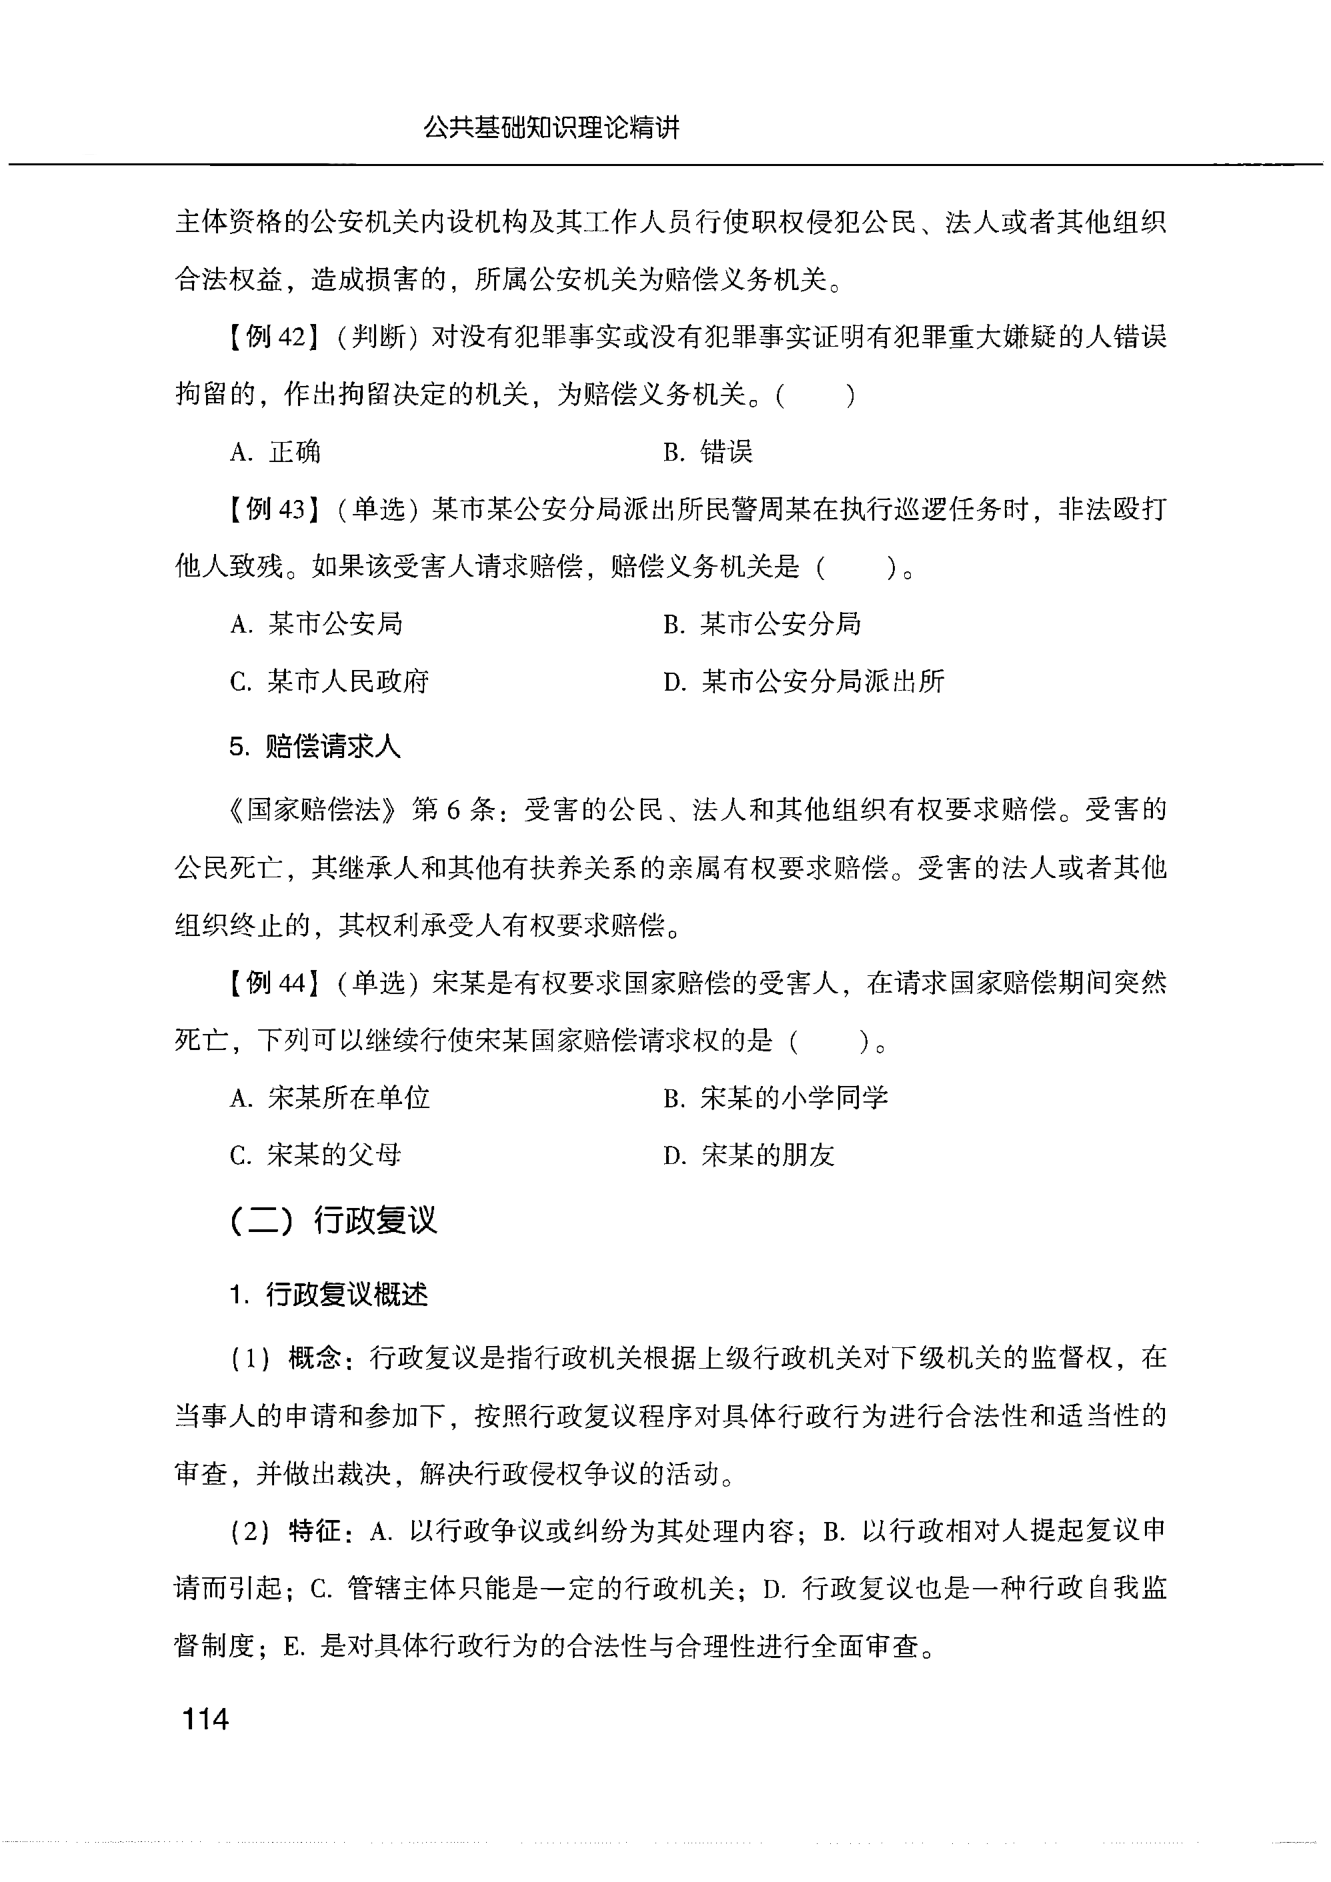 公共基础知识理论精讲
主体资格的公安机关内设机构及其工作人员行使职权侵犯公民、法人或者其他组织
合法权益，造成损害的，所属公安机关为赔偿义务机关。
【例 42】（判断）对没有犯罪事实或没有犯罪事实证明有犯罪重大嫌疑的人错误
拘留的，作出拘留决定的机关，为赔偿义务机关。（　　）
A. 正确　　B. 错误
【例 43】（单选）某市某公安分局派出所民警周某在执行巡逻任务时，非法殴打
他人致残。如果该受害人请求赔偿，赔偿义务机关是（　　）。
A. 某市公安局　　B. 某市公安分局
C. 某市人民政府　　D. 某市公安分局派出所
5. 赔偿请求人
《国家赔偿法》第 6 条：受害的公民、法人和其他组织有权要求赔偿。受害的
公民死亡，其继承人和其他有扶养关系的亲属有权要求赔偿。受害的法人或者其他
组织终止的，其权利承受人有权要求赔偿。
【例 44】（单选）宋某是有权要求国家赔偿的受害人，在请求国家赔偿期间突然
死亡，下列可以继续行使宋某国家赔偿请求权的是（　　）。
A. 宋某所在单位　　B. 宋某的小学同学
C. 宋某的父母　　D. 宋某的朋友
（二）行政复议
1. 行政复议概述
（1）概念：行政复议是指行政机关根据上级行政机关对下级机关的监督权，在
当事人的申请和参加下，按照行政复议程序对具体行政行为进行合法性和适当性的
审查，并做出裁决，解决行政侵权争议的活动。
（2）特征：A. 以行政争议或纠纷为其处理内容；B. 以行政相对人提起复议申
请而引起；C. 管辖主体只能是一定的行政机关；D. 行政复议也是一种行政自我监
督制度；E. 是对具体行政行为的合法性与合理性进行全面审查。
114